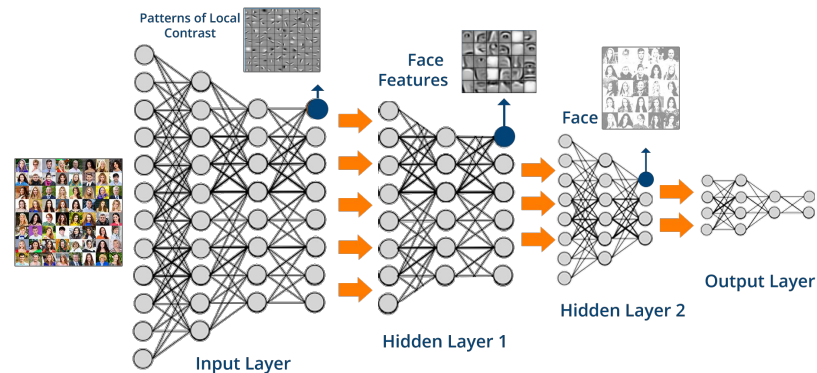 Patterns of Local
Contrast
Face
Features
Face
Input Layer
Hidden Layer 1
Hidden Layer 2
Output Layer